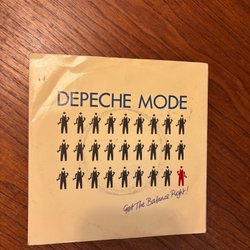 DEPECHE MODE
Get The Balance Right!